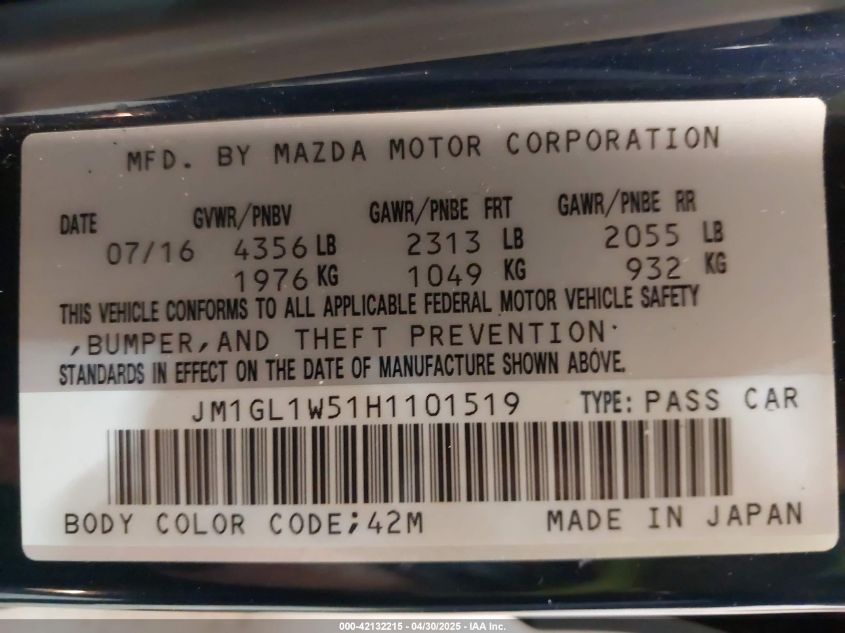 MFD. BY MAZDA MOTOR CORPORATION
DATE GVWR/PNBV GAWR/PNBE FRT GAWR/PNBE RR
07/16 4356 LB 2313 LB 2055 LB
1976 KG 1049 KG 932 KG
THIS VEHICLE CONFORMS TO ALL APPLICABLE FEDERAL MOTOR VEHICLE SAFETY
,BUMPER,AND THEFT PREVENTION
STANDARDS IN EFFECT ON THE DATE OF MANUFACTURE SHOWN ABOVE.
JM1GL1W51H1101519 TYPE: PASS CAR
BODY COLOR CODE;42M MADE IN JAPAN
000-42132215 - 04/30/2025 - IAA Inc.